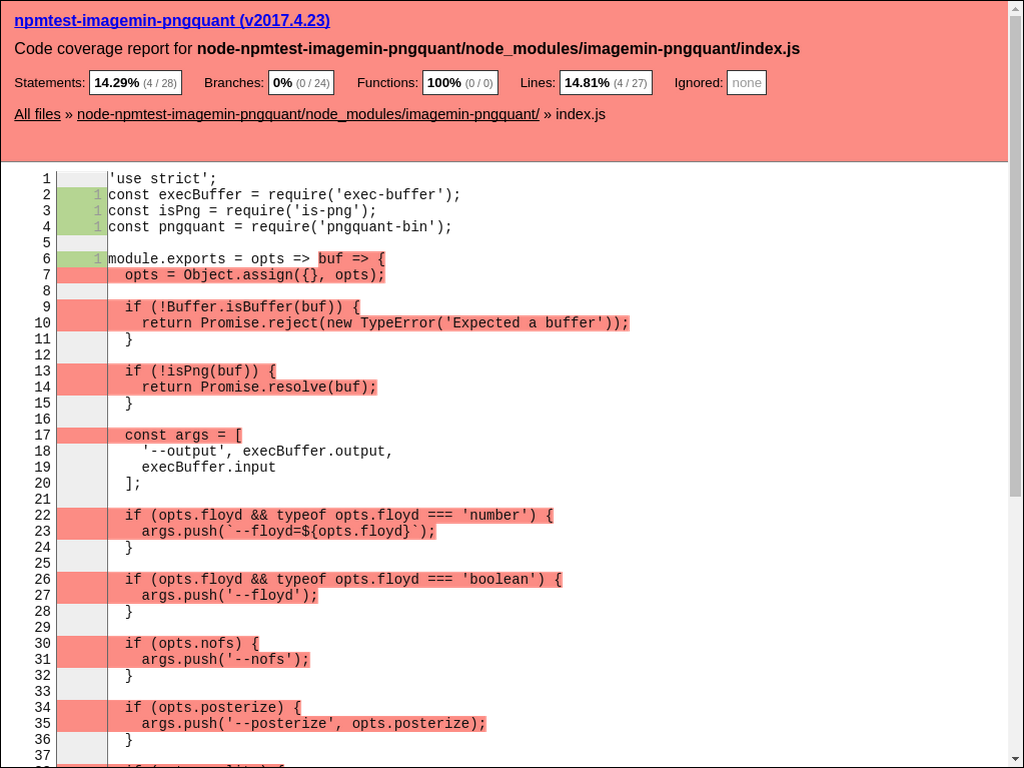 npmtest-imagemin-pngquant (v2017.4.23)
Code coverage report for node-npmtest-imagemin-pngquant/node_modules/imagemin-pngquant/index.js
Statements: 14.29% (4 / 28) Branches: 0% (0 / 24) Functions: 100% (0 / 0) Lines: 14.81% (4 / 27) Ignored: none
All files » node-npmtest-imagemin-pngquant/node_modules/imagemin-pngquant/ » index.js
1 'use strict';
2 1 const execBuffer = require('exec-buffer');
3 1 const isPng = require('is-png');
4 1 const pngquant = require('pngquant-bin');
5
6 1 module.exports = opts => buf => {
7 opts = Object.assign({}, opts);
8
9 if (!Buffer.isBuffer(buf)) {
10 return Promise.reject(new TypeError('Expected a buffer'));
11 }
12
13 if (!isPng(buf)) {
14 return Promise.resolve(buf);
15 }
16
17 const args = [
18 '--output', execBuffer.output,
19 execBuffer.input
20 ];
21
22 if (opts.floyd && typeof opts.floyd === 'number') {
23 args.push(`--floyd=${opts.floyd}`);
24 }
25
26 if (opts.floyd && typeof opts.floyd === 'boolean') {
27 args.push('--floyd');
28 }
29
30 if (opts.nofs) {
31 args.push('--nofs');
32 }
33
34 if (opts.posterize) {
35 args.push('--posterize', opts.posterize);
36 }
37